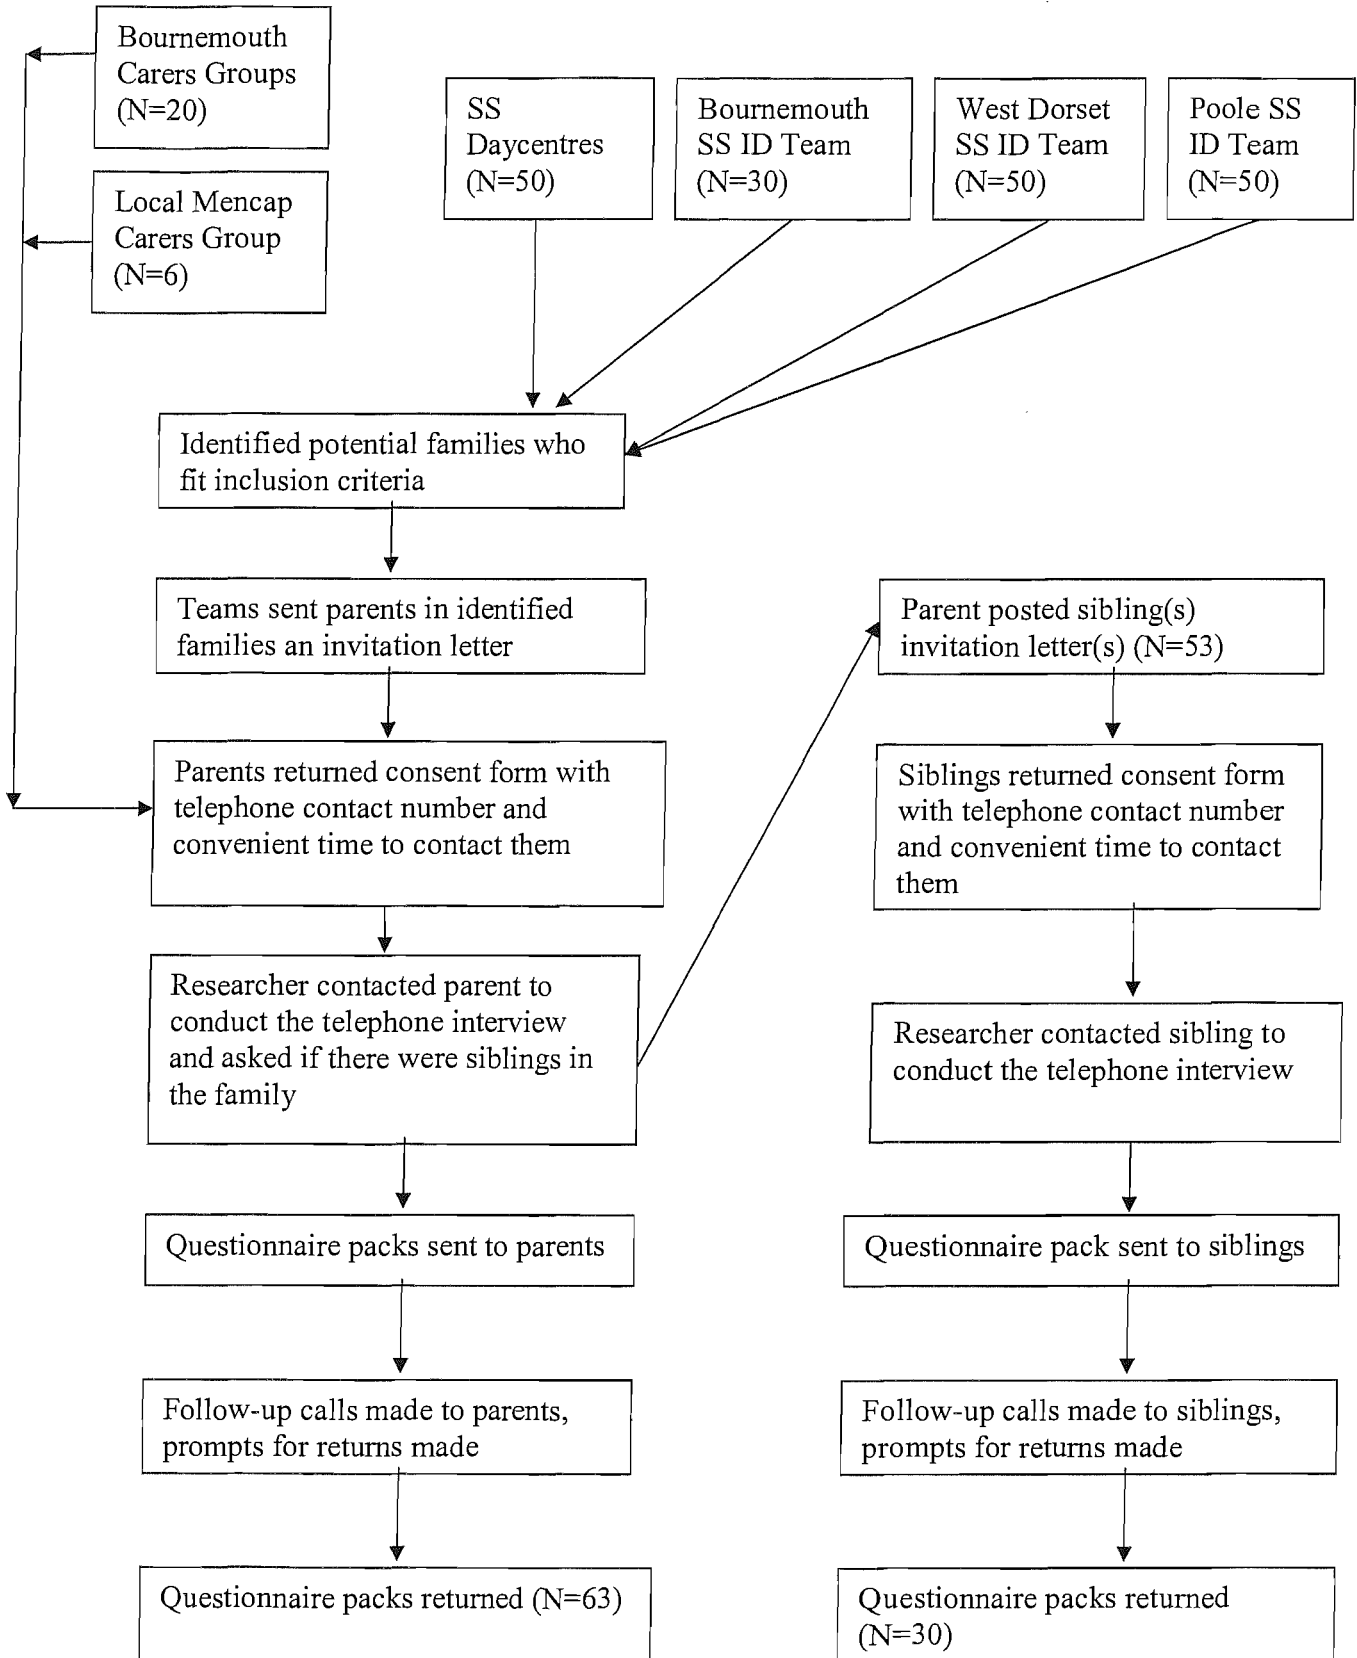 Bournemouth
Carers Groups
(N=20)
Local Mencap
Carers Group
(N=6)
SS
Daycentres
(N=50)
Bournemouth
SS ID Team
(N=30)
West Dorset
SS ID Team
(N=50)
Poole SS
ID Team
(N=50)
Identified potential families who
fit inclusion criteria
Teams sent parents in identified
families an invitation letter
Parents returned consent form with
telephone contact number and
convenient time to contact them
Researcher contacted parent to
conduct the telephone interview
and asked if there were siblings in
the family
Questionnaire packs sent to parents
Follow-up calls made to parents,
prompts for returns made
Questionnaire packs returned (N=63)
Parent posted sibling(s)
invitation letter(s) (N=53)
Siblings returned consent form
with telephone contact number
and convenient time to contact
them
Researcher contacted sibling to
conduct the telephone interview
Questionnaire pack sent to siblings
Follow-up calls made to siblings,
prompts for returns made
Questionnaire packs returned
(N=30)